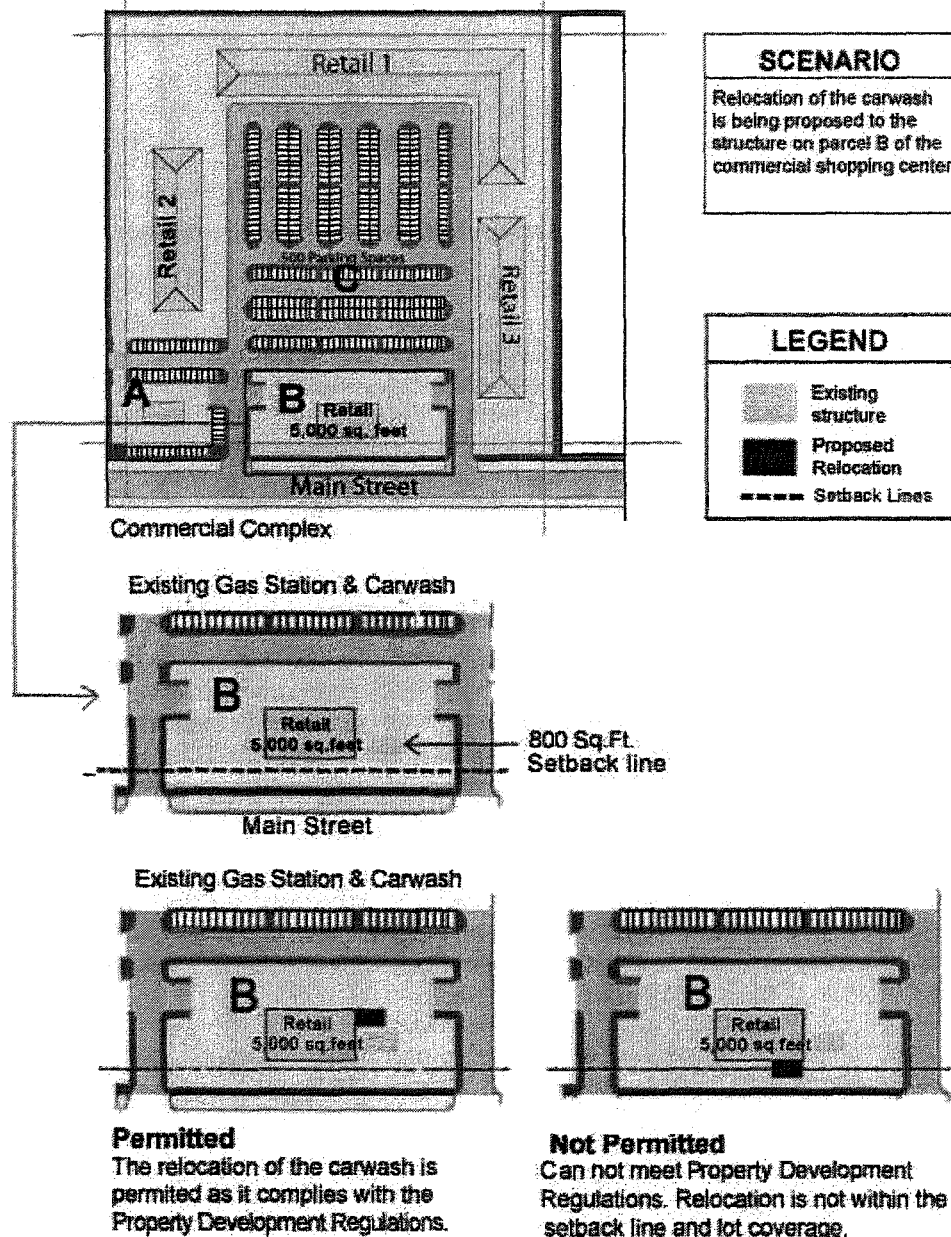 Retail 1
Retail 2
500 Parking Spaces
C
Retail 3
A
B
Retail
5,000 sq. feet
Main Street
Commercial Complex
SCENARIO
Relocation of the carwash
is being proposed to the
structure on parcel B of the
commercial shopping center
LEGEND
Existing
structure
Proposed
Relocation
Setback Lines
Existing Gas Station & Carwash
B
Retail
5,000 sq.feet
800 Sq.Ft.
Setback line
Main Street
Existing Gas Station & Carwash
B
Retail
5,000 sq.feet
Permitted
The relocation of the carwash is
permited as it complies with the
Property Development Regulations.
B
Retail
5,000 sq.feet
Not Permitted
Can not meet Property Development
Regulations. Relocation is not within the
setback line and lot coverage.